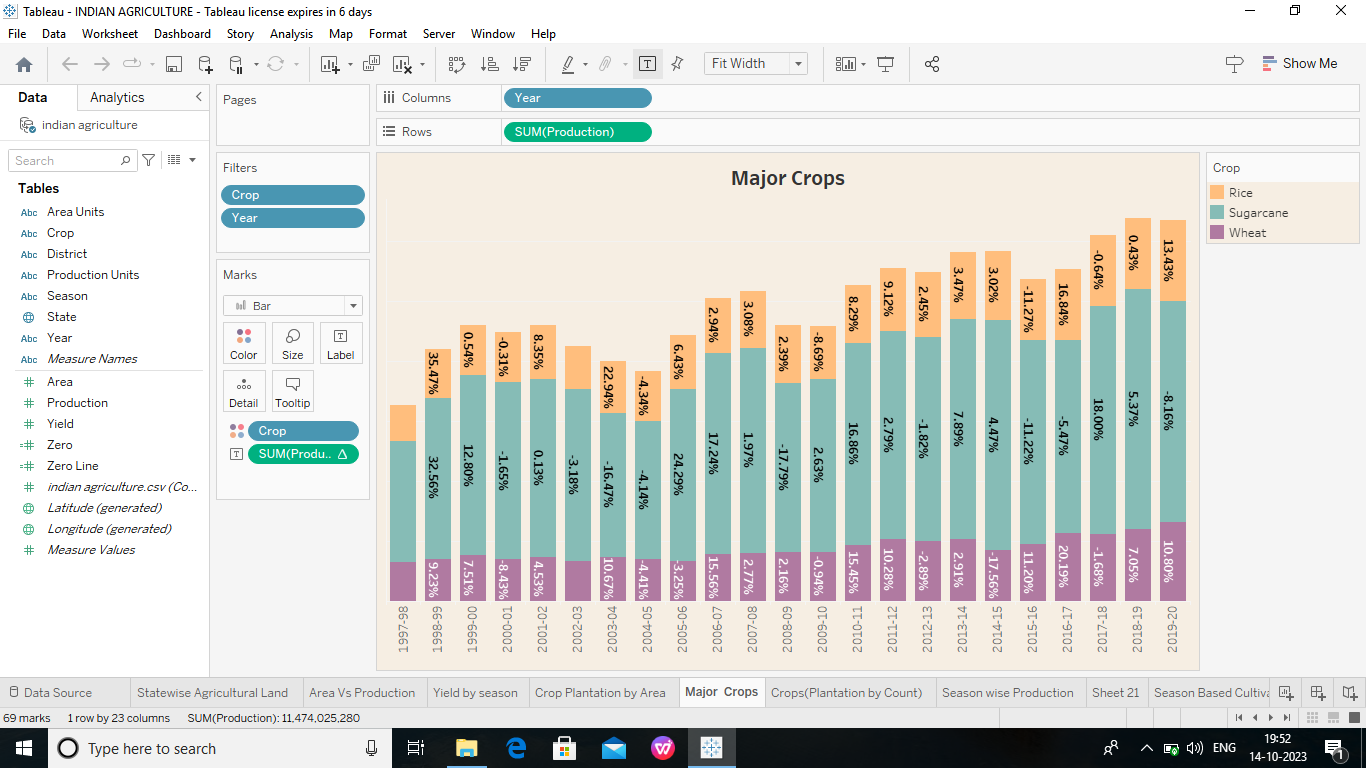 Tableau - INDIAN AGRICULTURE - Tableau license expires in 6 days
File Data Worksheet Dashboard Story Analysis Map Format Server Window Help
Fit Width
Show Me
Data Analytics
indian agriculture
Search
Tables
Abc Area Units
Abc Crop
Abc District
Abc Production Units
Abc Season
State
Abc Year
Abc Measure Names
# Area
# Production
# Yield
=# Zero
=# Zero Line
# indian agriculture.csv (Co...
Latitude (generated)
Longitude (generated)
# Measure Values
Pages
Filters
Crop
Year
Marks
Bar
Color Size Label
Detail Tooltip
Crop
SUM(Produ.. Δ
Columns Year
Rows SUM(Production)
Major Crops
35.47% 0.54% -0.31% 8.35% 22.94% -4.34% 6.43% 2.94% 3.08% 2.39% -8.69% 8.29% 9.12% 2.45% 3.47% 3.02% -11.27% 16.84% -0.64% 0.43% 13.43%
32.56% 12.80% -1.65% 0.13% -3.18% -16.47% -4.14% 24.29% 17.24% 1.97% -17.79% 2.63% 16.86% 2.79% -1.82% 7.89% 4.47% -11.22% -5.47% 18.00% 5.37% -8.16%
9.23% 7.51% -8.43% 4.53% 10.67% -4.41% -3.25% 15.56% 2.77% 2.16% -0.94% 15.45% 10.28% -2.89% 2.91% -17.56% 11.20% 20.19% -1.68% 7.05% 10.80%
1997-98 1998-99 1999-00 2000-01 2001-02 2002-03 2003-04 2004-05 2005-06 2006-07 2007-08 2008-09 2009-10 2010-11 2011-12 2012-13 2013-14 2014-15 2015-16 2016-17 2017-18 2018-19 2019-20
Crop
Rice
Sugarcane
Wheat
Data Source Statewise Agricultural Land Area Vs Production Yield by season Crop Plantation by Area Major Crops Crops(Plantation by Count) Season wise Production Sheet 21 Season Based Cultiva
69 marks 1 row by 23 columns SUM(Production): 11,474,025,280
Type here to search
ENG
19:52
14-10-2023
1